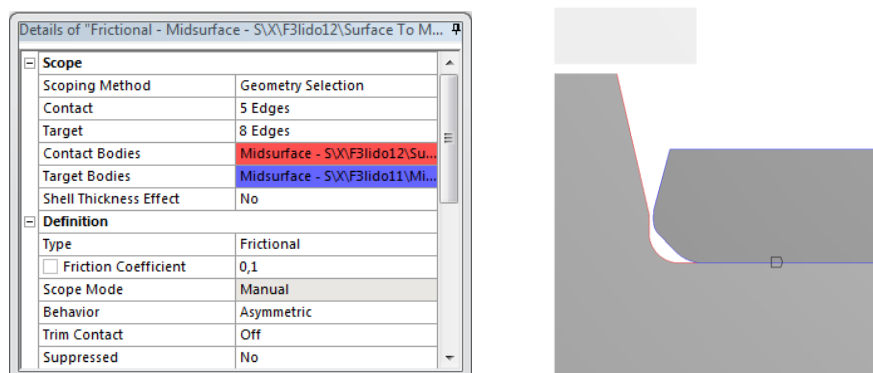 Details of "Frictional - Midsurface - S\X\F3lido12\Surface To M...
Scope
Scoping Method Geometry Selection
Contact 5 Edges
Target 8 Edges
Contact Bodies Midsurface - S\X\F3lido12\Su...
Target Bodies Midsurface - S\X\F3lido11\Mi...
Shell Thickness Effect No
Definition
Type Frictional
Friction Coefficient 0,1
Scope Mode Manual
Behavior Asymmetric
Trim Contact Off
Suppressed No